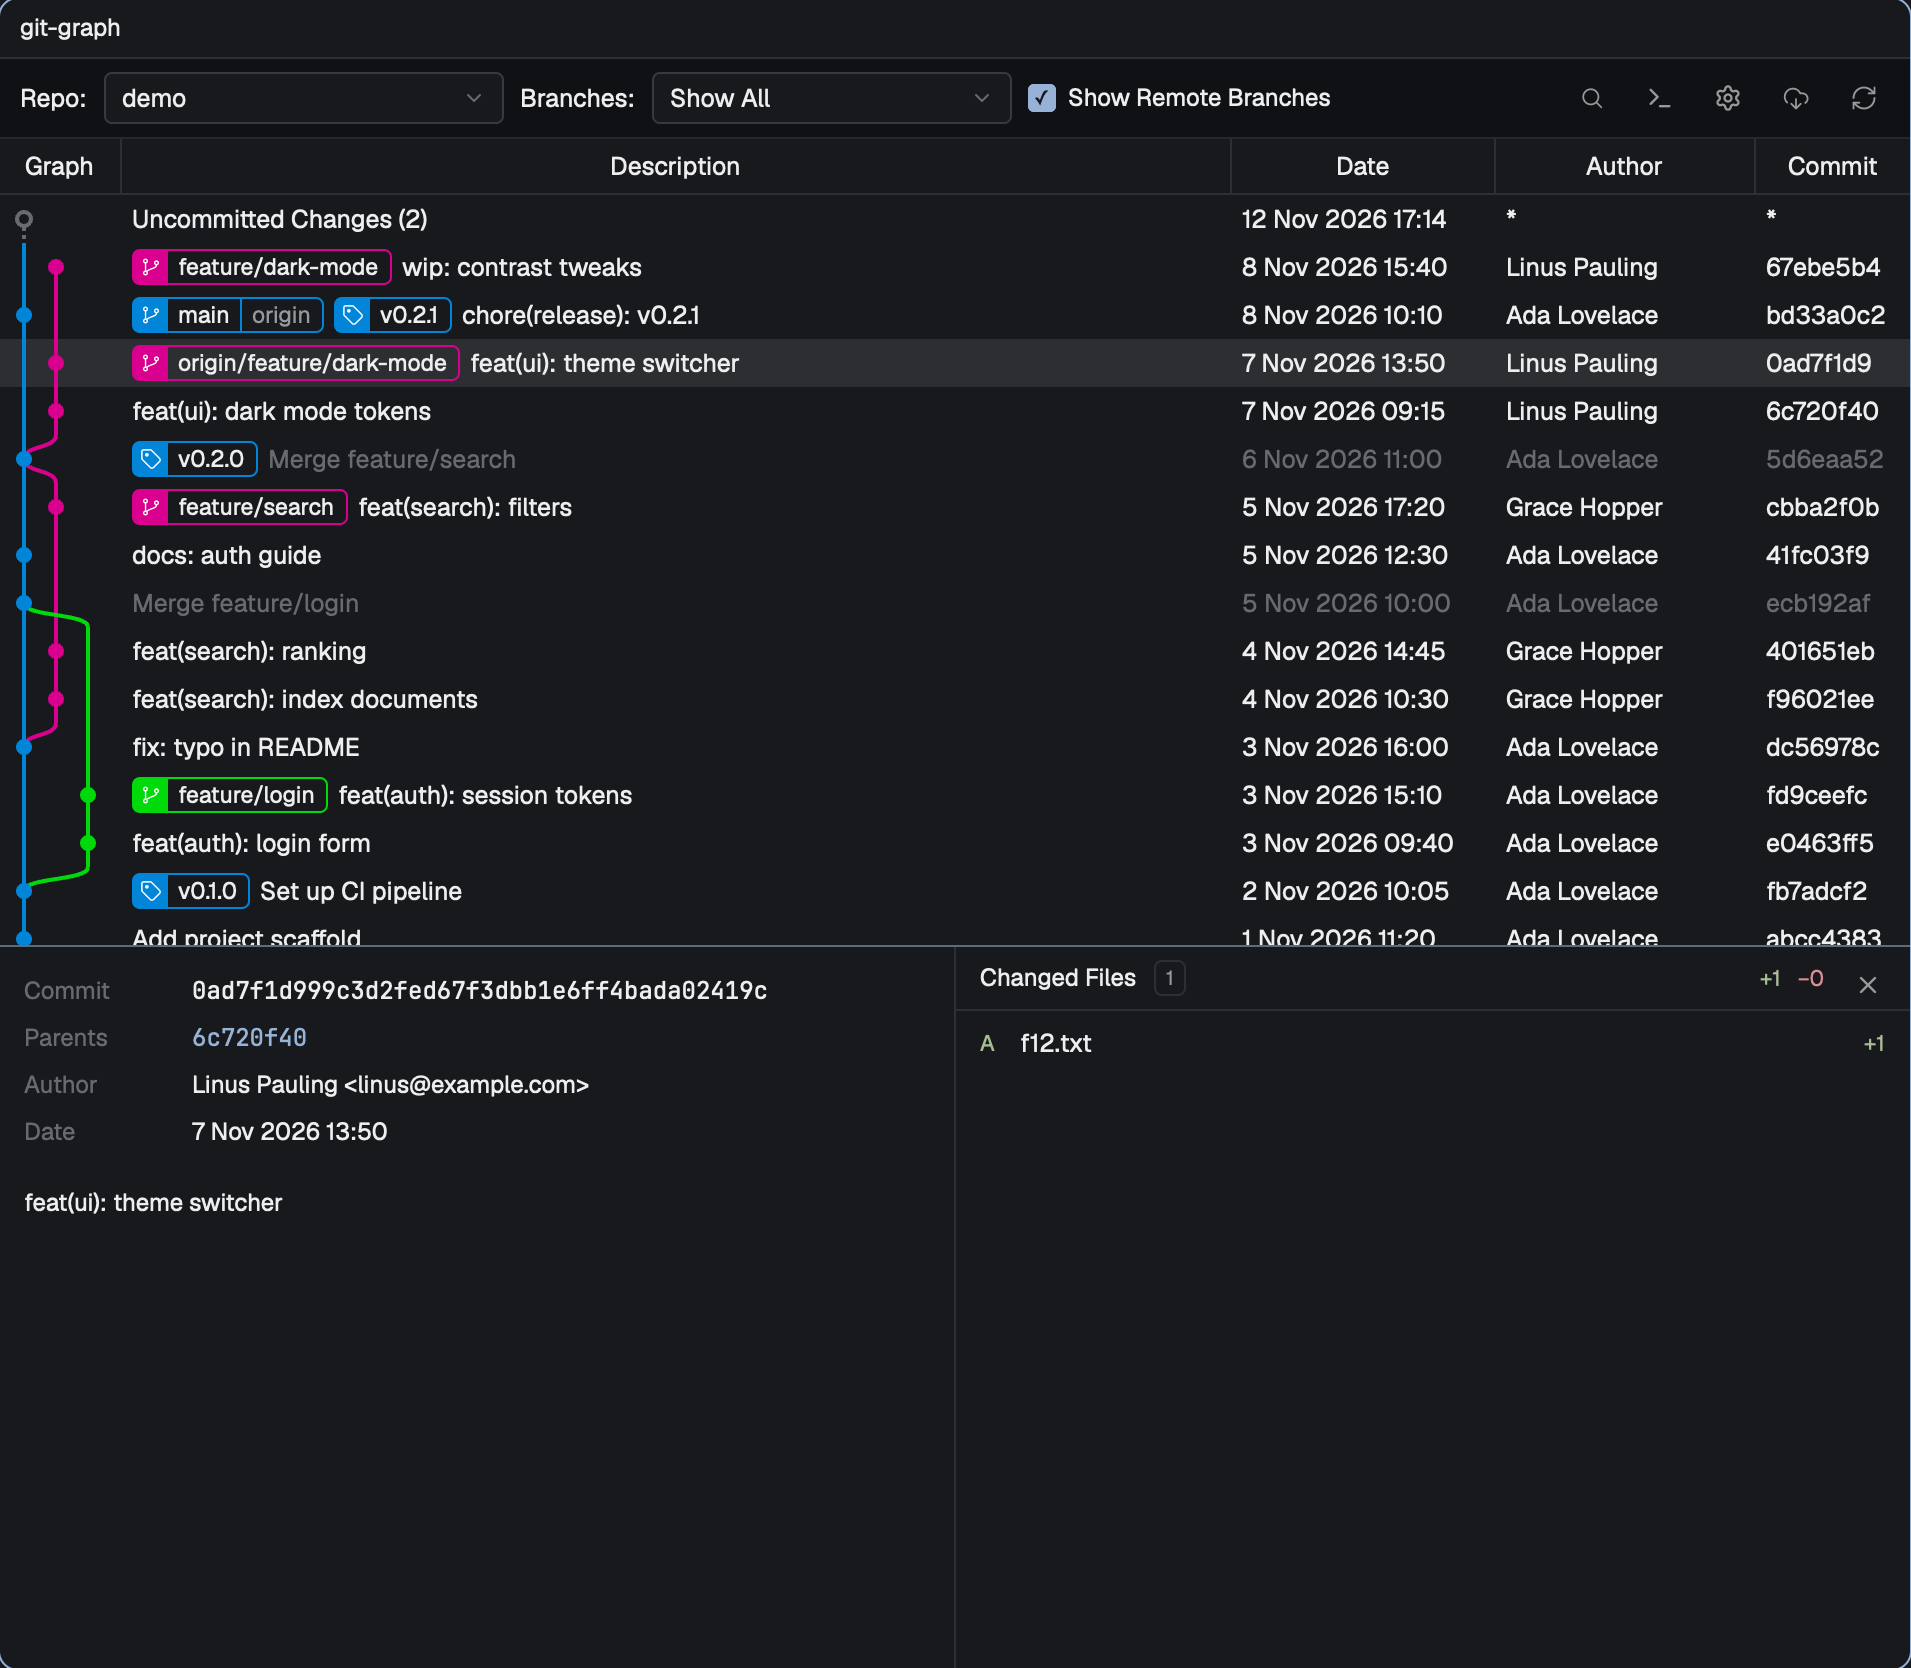 git-graph
Repo: demo Branches: Show All Show Remote Branches
Graph Description Date Author Commit
Uncommitted Changes (2) 12 Nov 2026 17:14 * *
feature/dark-mode wip: contrast tweaks 8 Nov 2026 15:40 Linus Pauling 67ebe5b4
main origin v0.2.1 chore(release): v0.2.1 8 Nov 2026 10:10 Ada Lovelace bd33a0c2
origin/feature/dark-mode feat(ui): theme switcher 7 Nov 2026 13:50 Linus Pauling 0ad7f1d9
feat(ui): dark mode tokens 7 Nov 2026 09:15 Linus Pauling 6c720f40
v0.2.0 Merge feature/search 6 Nov 2026 11:00 Ada Lovelace 5d6eaa52
feature/search feat(search): filters 5 Nov 2026 17:20 Grace Hopper cbba2f0b
docs: auth guide 5 Nov 2026 12:30 Ada Lovelace 41fc03f9
Merge feature/login 5 Nov 2026 10:00 Ada Lovelace ecb192af
feat(search): ranking 4 Nov 2026 14:45 Grace Hopper 401651eb
feat(search): index documents 4 Nov 2026 10:30 Grace Hopper f96021ee
fix: typo in README 3 Nov 2026 16:00 Ada Lovelace dc56978c
feature/login feat(auth): session tokens 3 Nov 2026 15:10 Ada Lovelace fd9ceefc
feat(auth): login form 3 Nov 2026 09:40 Ada Lovelace e0463ff5
v0.1.0 Set up CI pipeline 2 Nov 2026 10:05 Ada Lovelace fb7adcf2
Add project scaffold 1 Nov 2026 11:20 Ada Lovelace abcc4383
Commit 0ad7f1d999c3d2fed67f3dbb1e6ff4bada02419c
Parents 6c720f40
Author Linus Pauling <linus@example.com>
Date 7 Nov 2026 13:50
feat(ui): theme switcher
Changed Files 1 +1 −0
A f12.txt +1